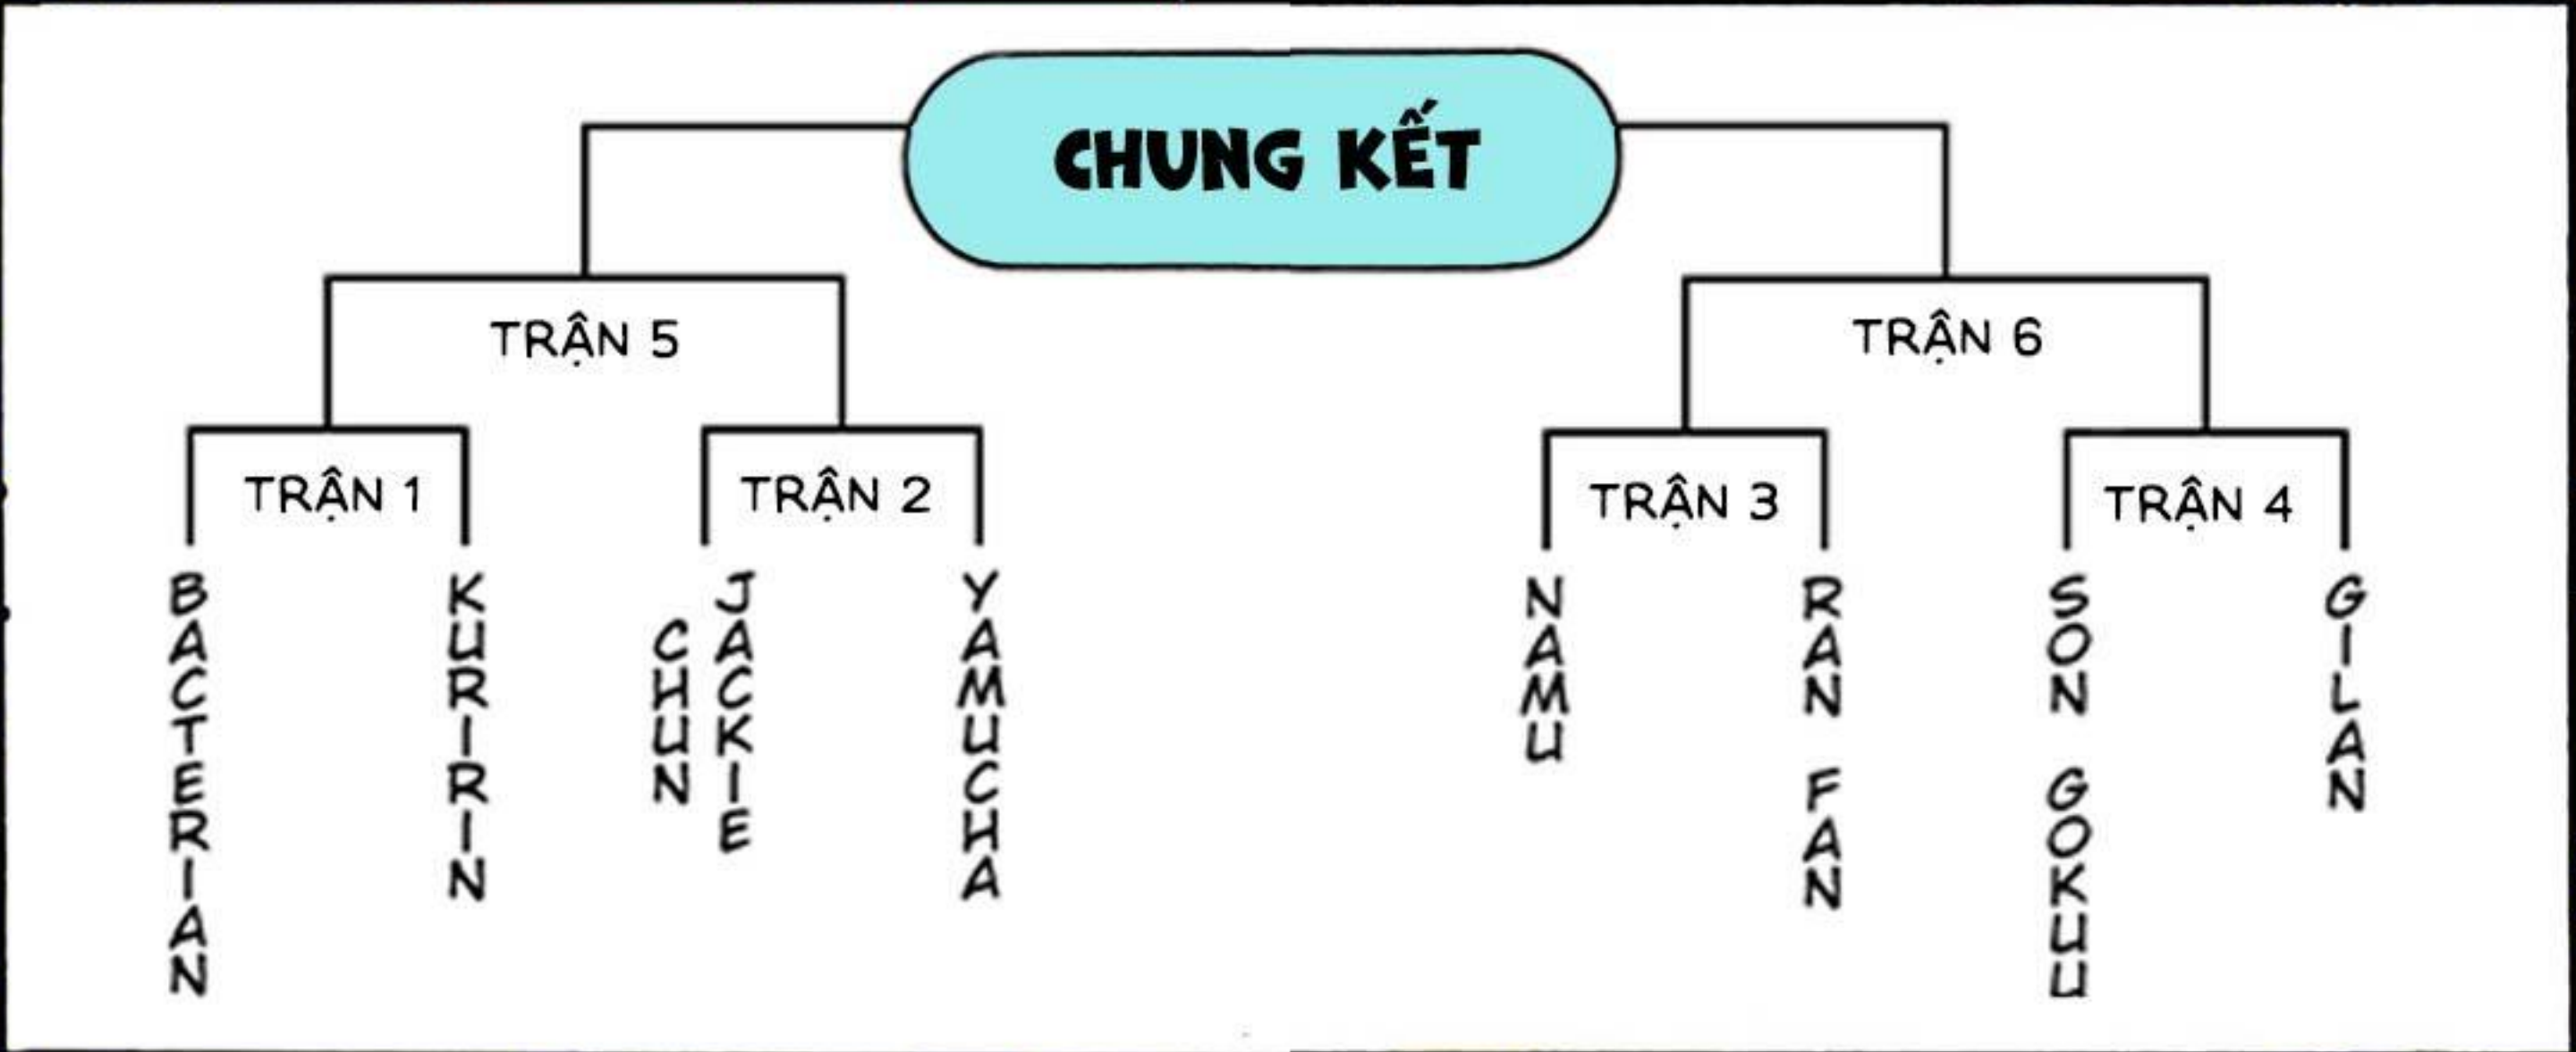 CHUNG KẾT
TRẬN 5
TRẬN 6
TRẬN 1
TRẬN 2
TRẬN 3
TRẬN 4
BACTERIAN
KURIRIN
JACKIE
CHUN
YAMUCHA
NAMU
RAN FAN
SON GOKUU
GILAN